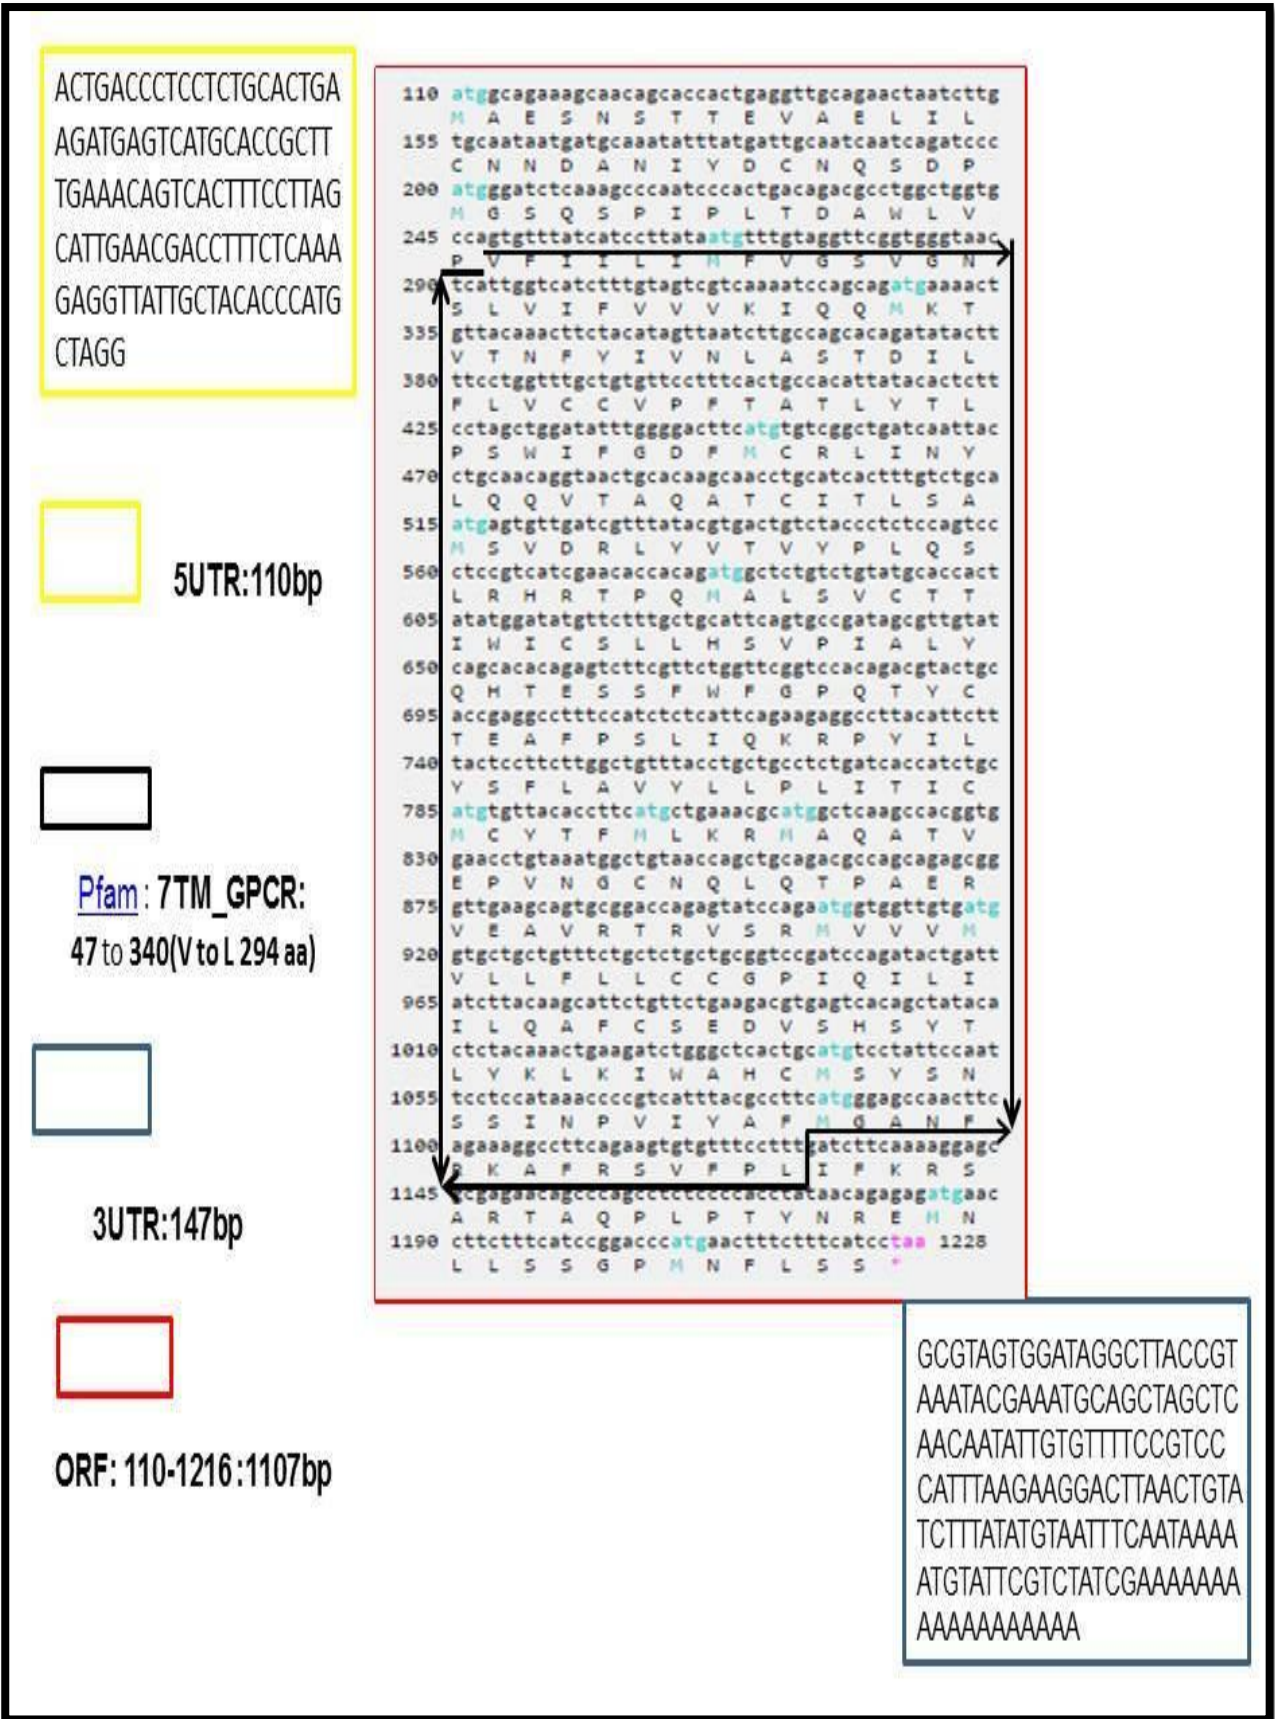 ACTGACCCTCCTCTGCACTGA
AGATGAGTCATGCACCGCTT
TGAAACAGTCACTTTCCTTAG
CATTGAACGACCTTTCTCAAA
GAGGTTATTGCTACACCCATG
CTAGG
5UTR:110bp
Pfam : 7TM_GPCR:
47 to 340(V to L 294 aa)
3UTR:147bp
ORF: 110-1216 :1107bp
110 atggcagaaagcaacagcaccactgaggttgcagaactaatcttg
M A E S N S T T E V A E L I L
155 tgcaataatgatgcaaatatttatgattgcaatcaatcagatccc
C N N D A N I Y D C N Q S D P
200 atgggatctcaaagcccaatcccactgacagacgcctggctggtg
M G S Q S P I P L T D A W L V
245 ccagtgtttatcatccttataatgtttgtaggttcggtgggtaac
P V F I I L I M F V G S V G N
290 tcattggtcatctttgtagtcgtcaaaatccagcagatgaaaact
S L V I F V V V K I Q Q M K T
335 gttacaaacttctacatagttaatcttgccagcacagatatactt
V T N F Y I V N L A S T D I L
380 ttcctggtttgctgtgttcctttcactgccacattatacactctt
F L V C C V P F T A T L Y T L
425 cctagctggatatttggggacttcatgtgtcggctgatcaattac
P S W I F G D F M C R L I N Y
470 ctgcaacaggtaactgcacaagcaacctgcatcactttgtctgca
L Q Q V T A Q A T C I T L S A
515 atgagtgttgatcgtttatacgtgactgtctaccctctccagtcc
M S V D R L Y V T V Y P L Q S
560 ctccgtcatcgaacaccacagatggctctgtctgtatgcaccact
L R H R T P Q M A L S V C T T
605 atatggatatgttctttgctgcattcagtgccgatagcgttgtat
I W I C S L L H S V P I A L Y
650 cagcacacagagtcttcgttctggttcggtccacagacgtactgc
Q H T E S S F W F G P Q T Y C
695 accgaggcctttccatctctcattcagaagaggccttacattctt
T E A F P S L I Q K R P Y I L
740 tactccttcttggctgtttacctgctgcctctgatcaccatctgc
Y S F L A V Y L L P L I T I C
785 atgtgttacaccttcatgctgaaacgcatggctcaagccacggtg
M C Y T F M L K R M A Q A T V
830 gaacctgtaaatggctgtaaccagctgcagacgccagcagagcgg
E P V N G C N Q L Q T P A E R
875 gttgaagcagtgcggaccagagtatccagaatggtggttgtgatg
V E A V R T R V S R M V V V M
920 gtgctgctgtttctgctctgctgcggtccgatccagatactgatt
V L L F L L C C G P I Q I L I
965 atcttacaagcattctgttctgaagacgtgagtcacagctataca
I L Q A F C S E D V S H S Y T
1010 ctctacaaactgaagatctgggctcactgcatgtcctattccaat
L Y K L K I W A H C M S Y S N
1055 tcctccataaaccccgtcatttacgccttcatgggagccaacttc
S S I N P V I Y A F M G A N F
1100 agaaaggccttcagaagtgtgtttcctttgatcttcaaaaggagc
R K A F R S V F P L I F K R S
1145 gcgagaacagcccagcctctccccacctataacagagagatgaac
A R T A Q P L P T Y N R E M N
1190 cttctttcatccggacccatgaactttctttcatcctaa 1228
L L S S G P M N F L S S *
GCGTAGTGGATAGGCTTACCGT
AAATACGAAATGCAGCTAGCTC
AACAATATTGTGTTTTCCGTCC
CATTTAAGAAGGACTTAACTGTA
TCTTTATATGTAATTTCAATAAAA
ATGTATTCGTCTATCGAAAAAAA
AAAAAAAAAAA